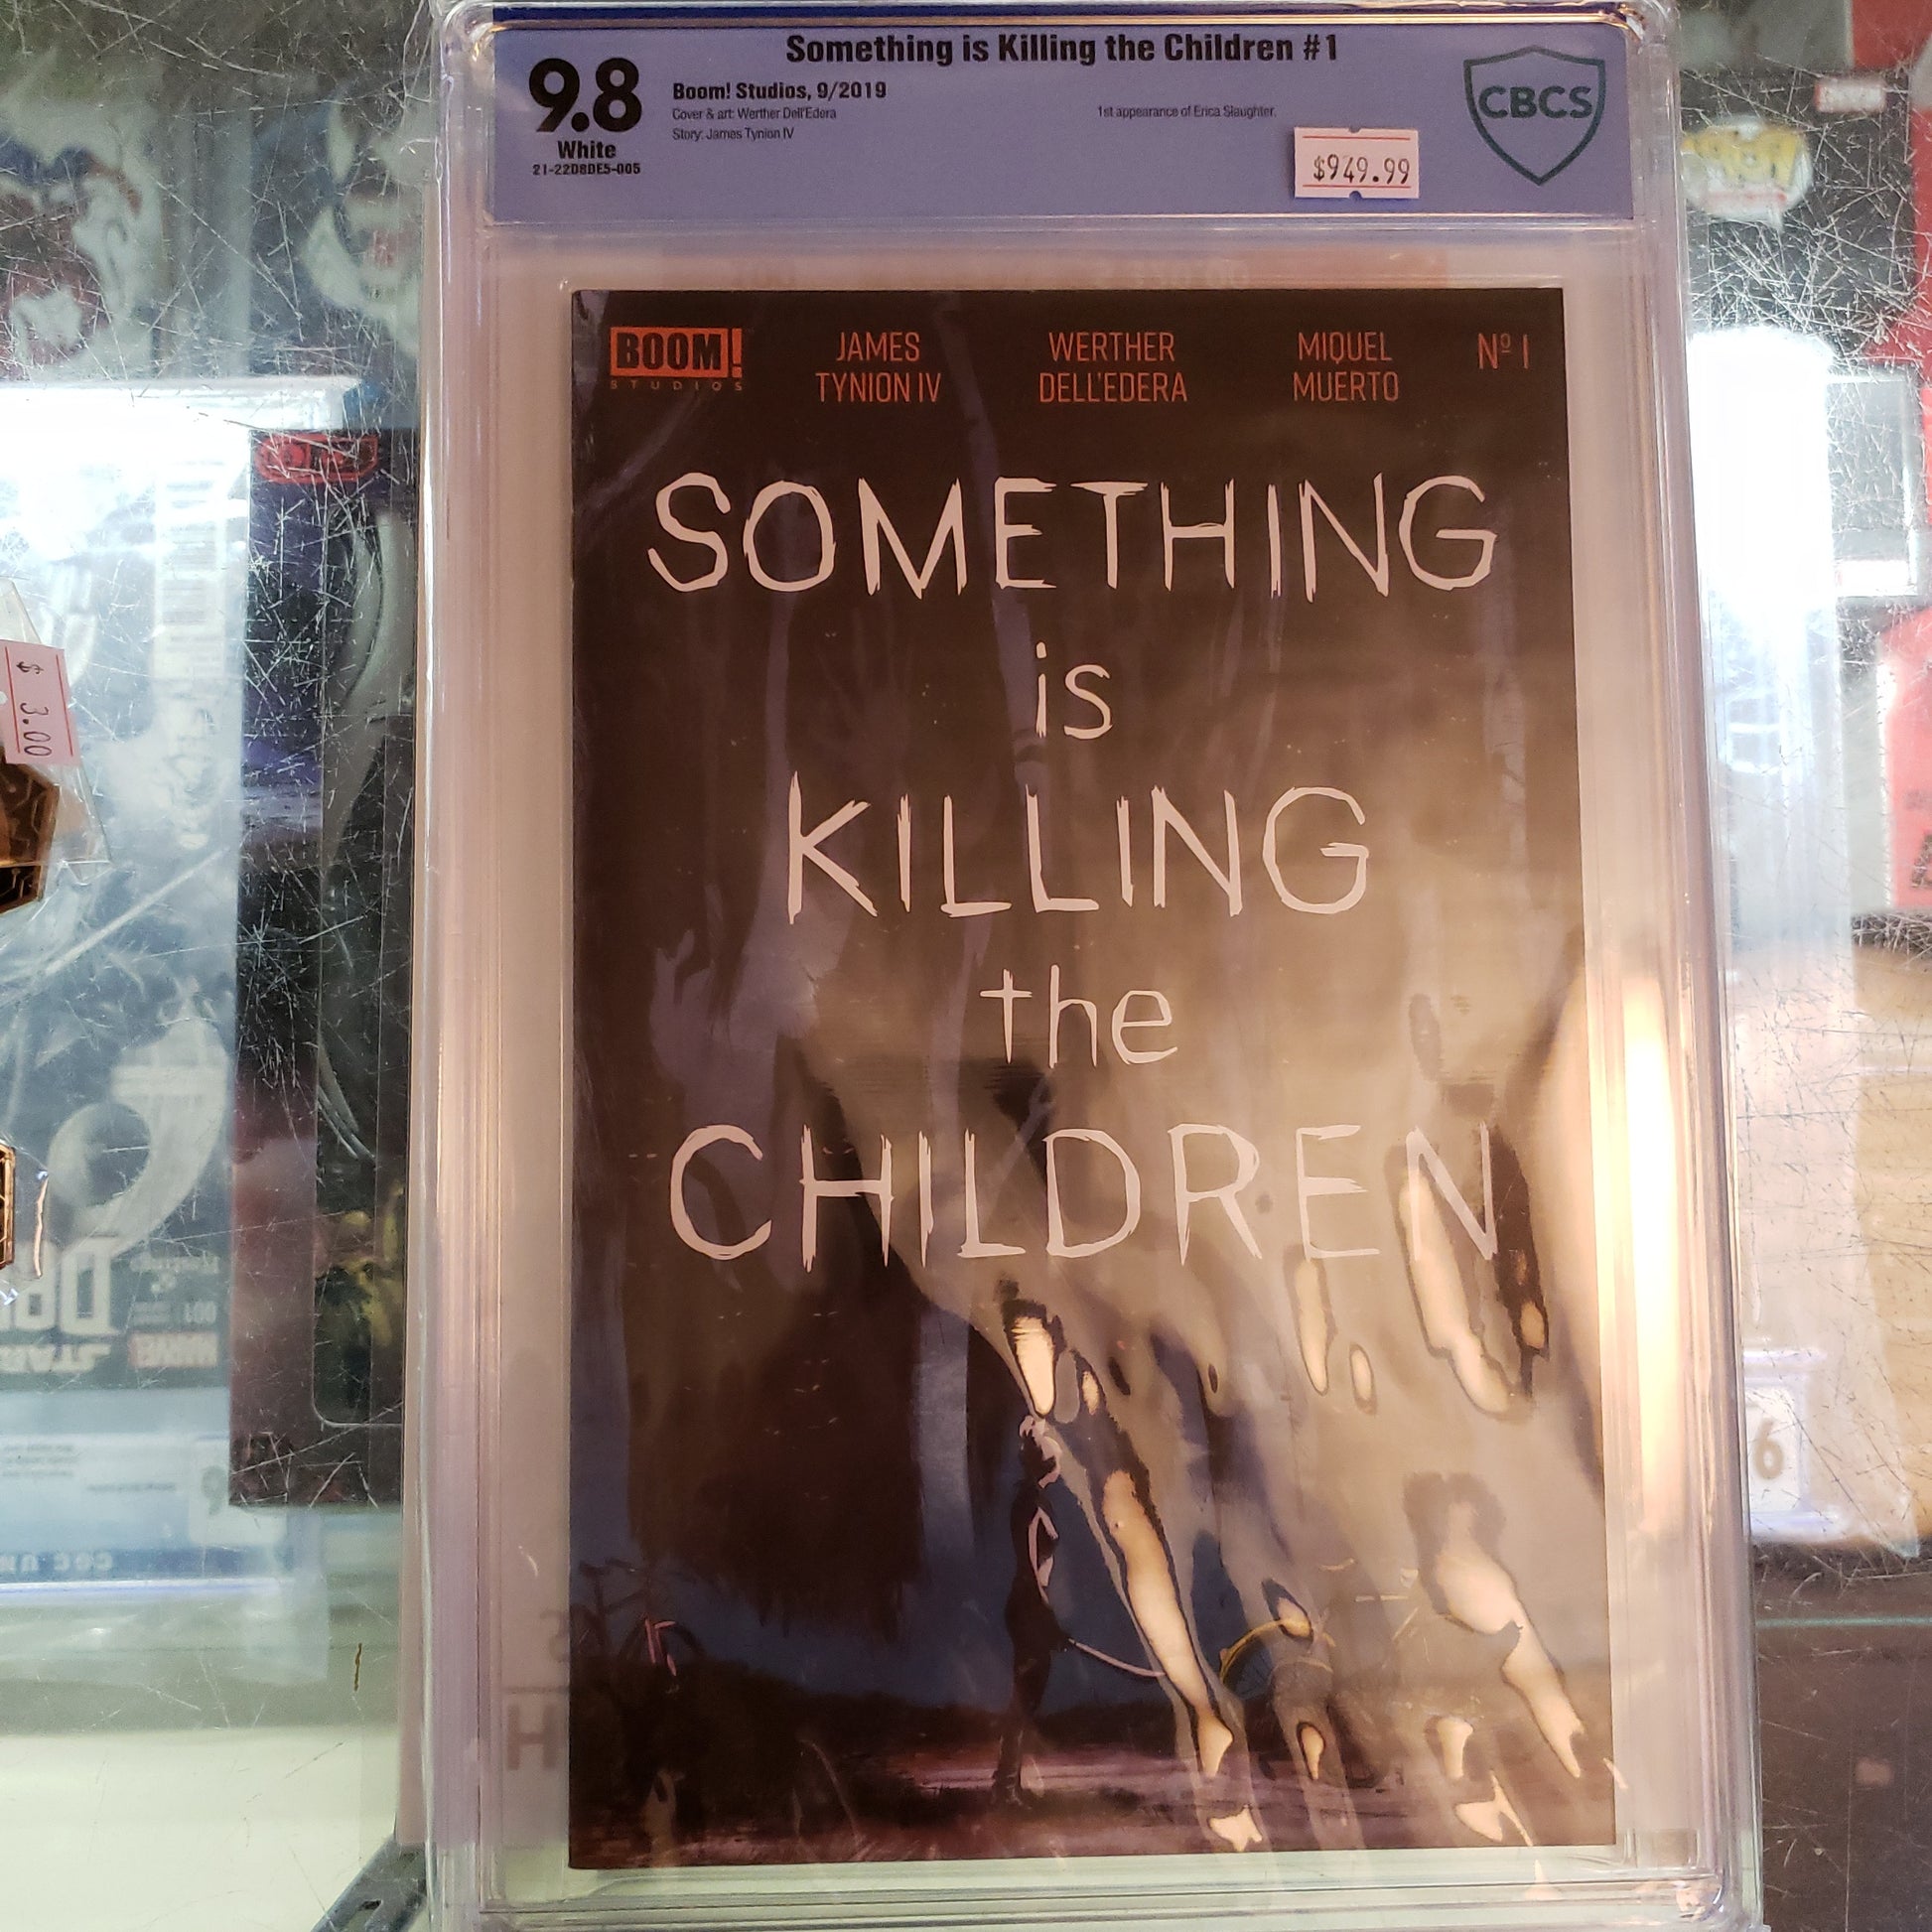 Something is Killing the Children #1
9.8
White
21-22D8DE5-005
Boom! Studios, 9/2019
Cover & art: Werther Dell'Edera
Story: James Tynion IV
1st appearance of Erica Slaughter.
$949.99
CBCS
BOOM!
STUDIOS
JAMES
TYNION IV
WERTHER
DELL'EDERA
MIQUEL
MUERTO
Nº 1
SOMETHING
is
KILLING
the
CHILDREN
$ 3.00